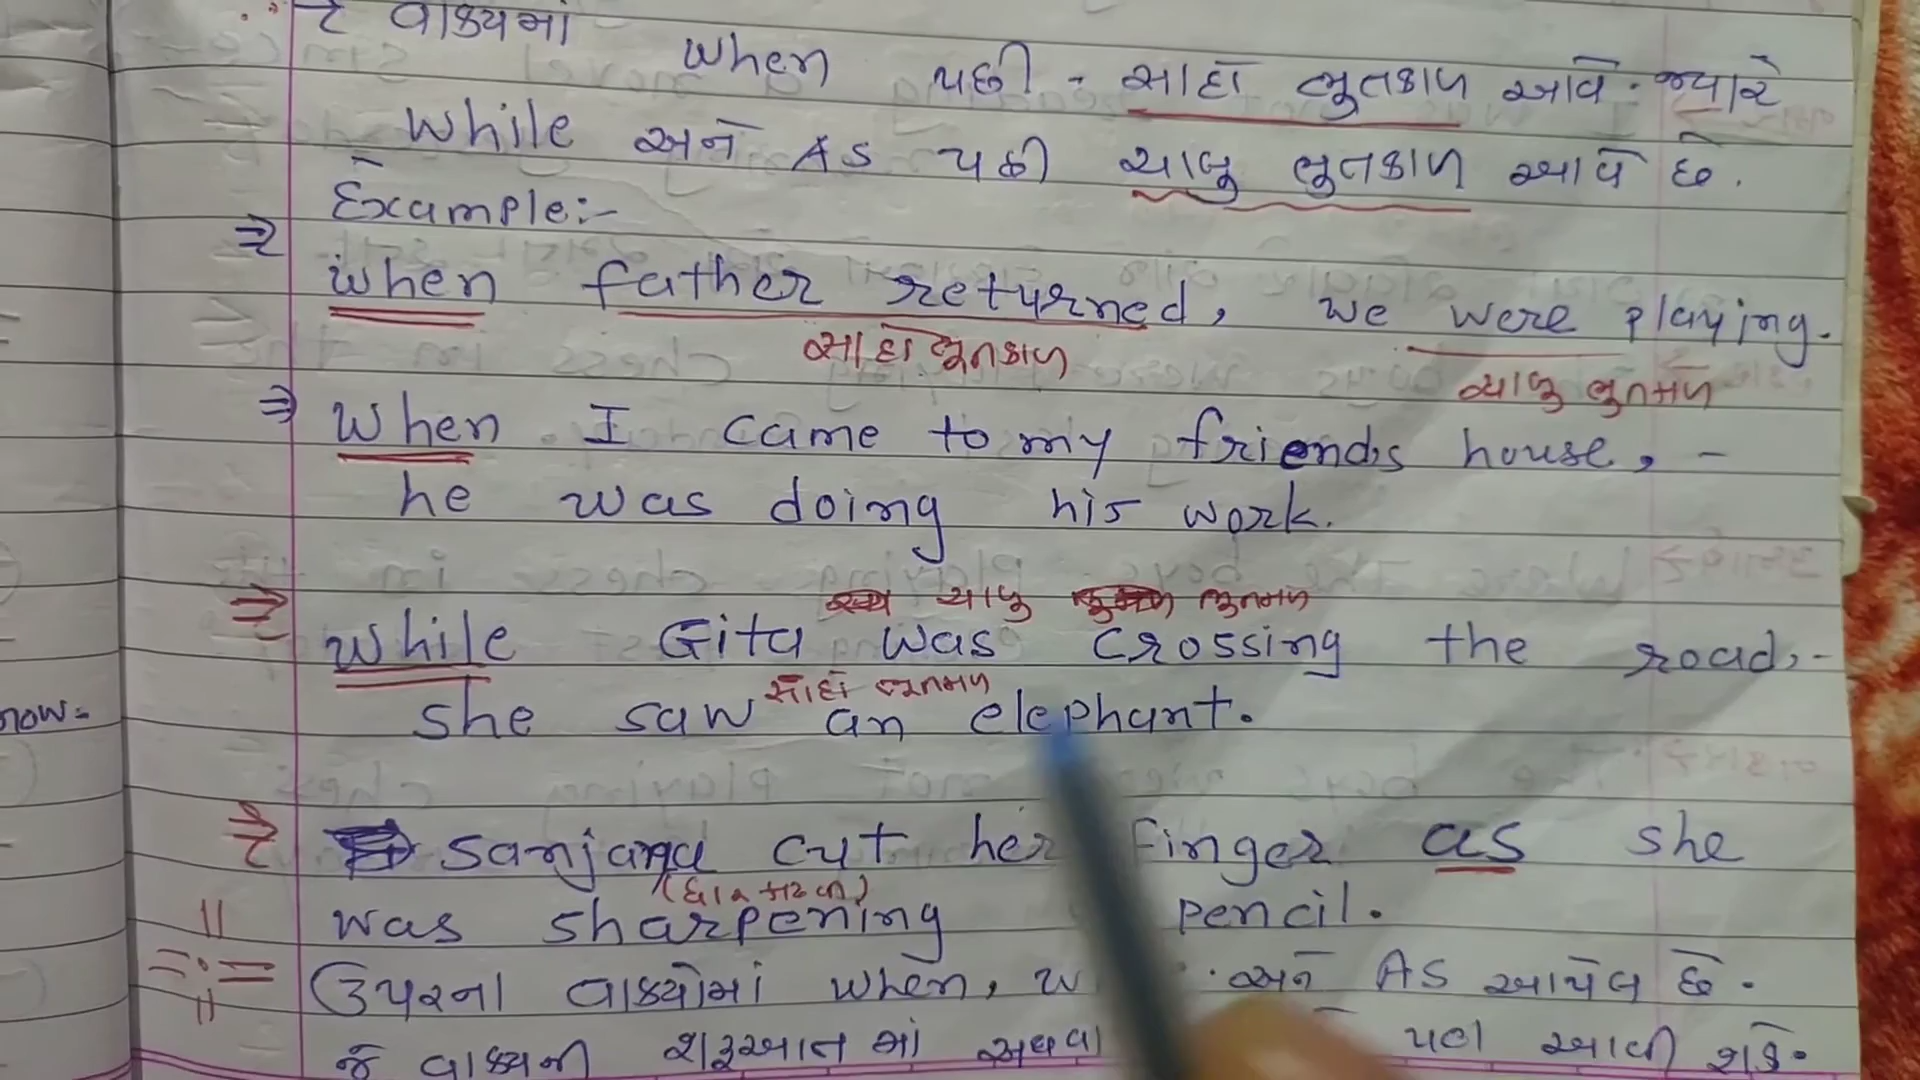 વાક્યમાં when પછી - સાદો ભૂતકાળ આવે. જ્યારે
while અને AS પછી ચાલુ ભૂતકાળ આવે છે.
Example:-
⇒ when father returned, we were playing.
સાદો ભૂતકાળ ચાલુ ભૂતકાળ
⇒ when I came to my friends house, -
he was doing his work.
ચાલુ ભૂતકાળ
⇒ while Gita was crossing the road, -
સાદો ભૂતકાળ
she saw an elephant.
⇒ Sanjana cut her finger as she
was sharpening pencil.
ઉપરના વાક્યોમાં when, અને AS આવેલ છે.
જે વાક્યની શરૂઆત માં અથવા પણ આવી શકે.
now-